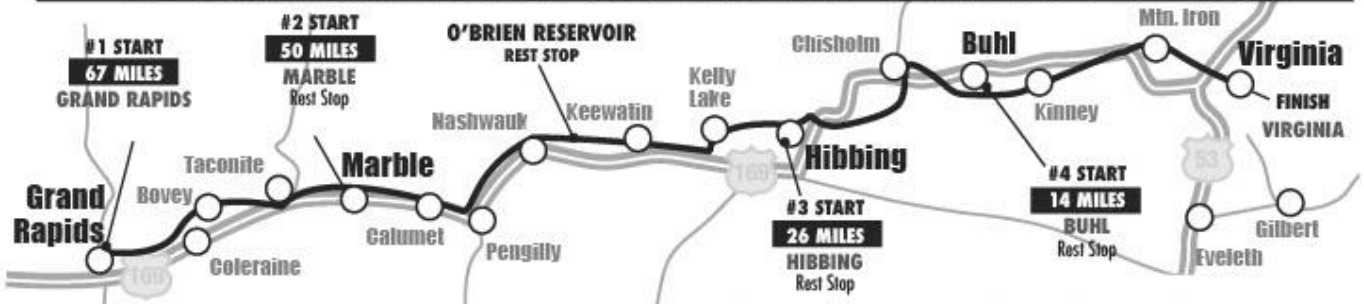 #1 START
67 MILES
GRAND RAPIDS
#2 START
50 MILES
MARBLE
Rest Stop
O'BRIEN RESERVOIR
REST STOP
Grand
Rapids
Bovey
Taconite
Coleraine
169
Marble
Calumet
Pengilly
Nashwauk
Keewatin
Kelly
Lake
169
Hibbing
#3 START
26 MILES
HIBBING
Rest Stop
Chisholm
Buhl
Kinney
#4 START
14 MILES
BUHL
Rest Stop
Mtn. Iron
Virginia
FINISH
VIRGINIA
53
Gilbert
Eveleth